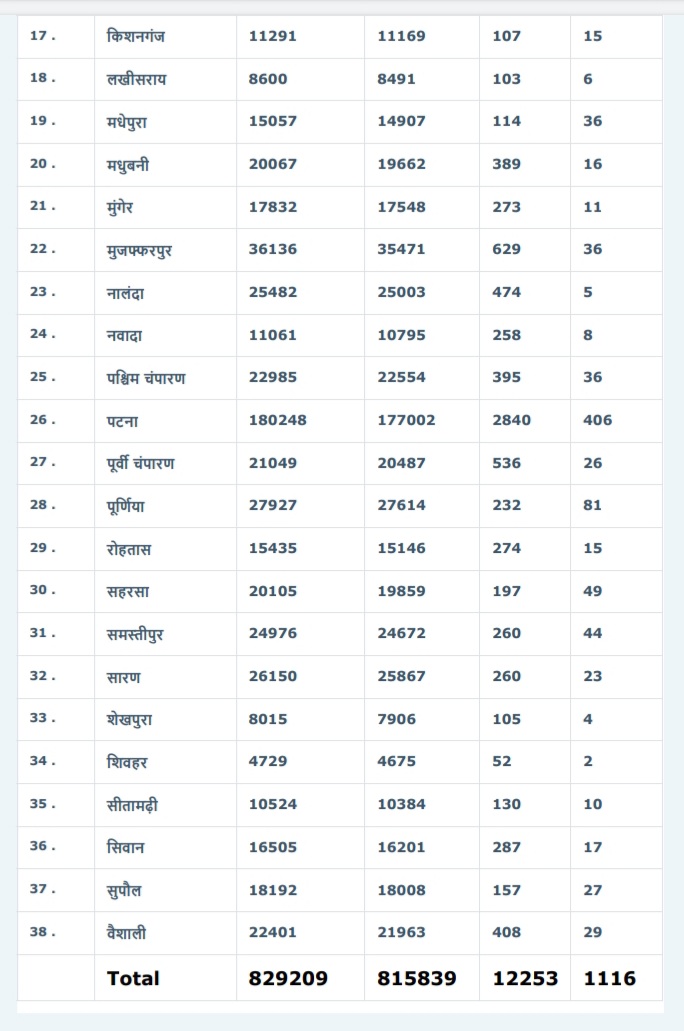 17 . किशनगंज 11291 11169 107 15
18 . लखीसराय 8600 8491 103 6
19 . मधेपुरा 15057 14907 114 36
20 . मधुबनी 20067 19662 389 16
21 . मुंगेर 17832 17548 273 11
22 . मुजफ्फरपुर 36136 35471 629 36
23 . नालंदा 25482 25003 474 5
24 . नवादा 11061 10795 258 8
25 . पश्चिम चंपारण 22985 22554 395 36
26 . पटना 180248 177002 2840 406
27 . पूर्वी चंपारण 21049 20487 536 26
28 . पूर्णिया 27927 27614 232 81
29 . रोहतास 15435 15146 274 15
30 . सहरसा 20105 19859 197 49
31 . समस्तीपुर 24976 24672 260 44
32 . सारण 26150 25867 260 23
33 . शेखपुरा 8015 7906 105 4
34 . शिवहर 4729 4675 52 2
35 . सीतामढ़ी 10524 10384 130 10
36 . सिवान 16505 16201 287 17
37 . सुपौल 18192 18008 157 27
38 . वैशाली 22401 21963 408 29
Total 829209 815839 12253 1116